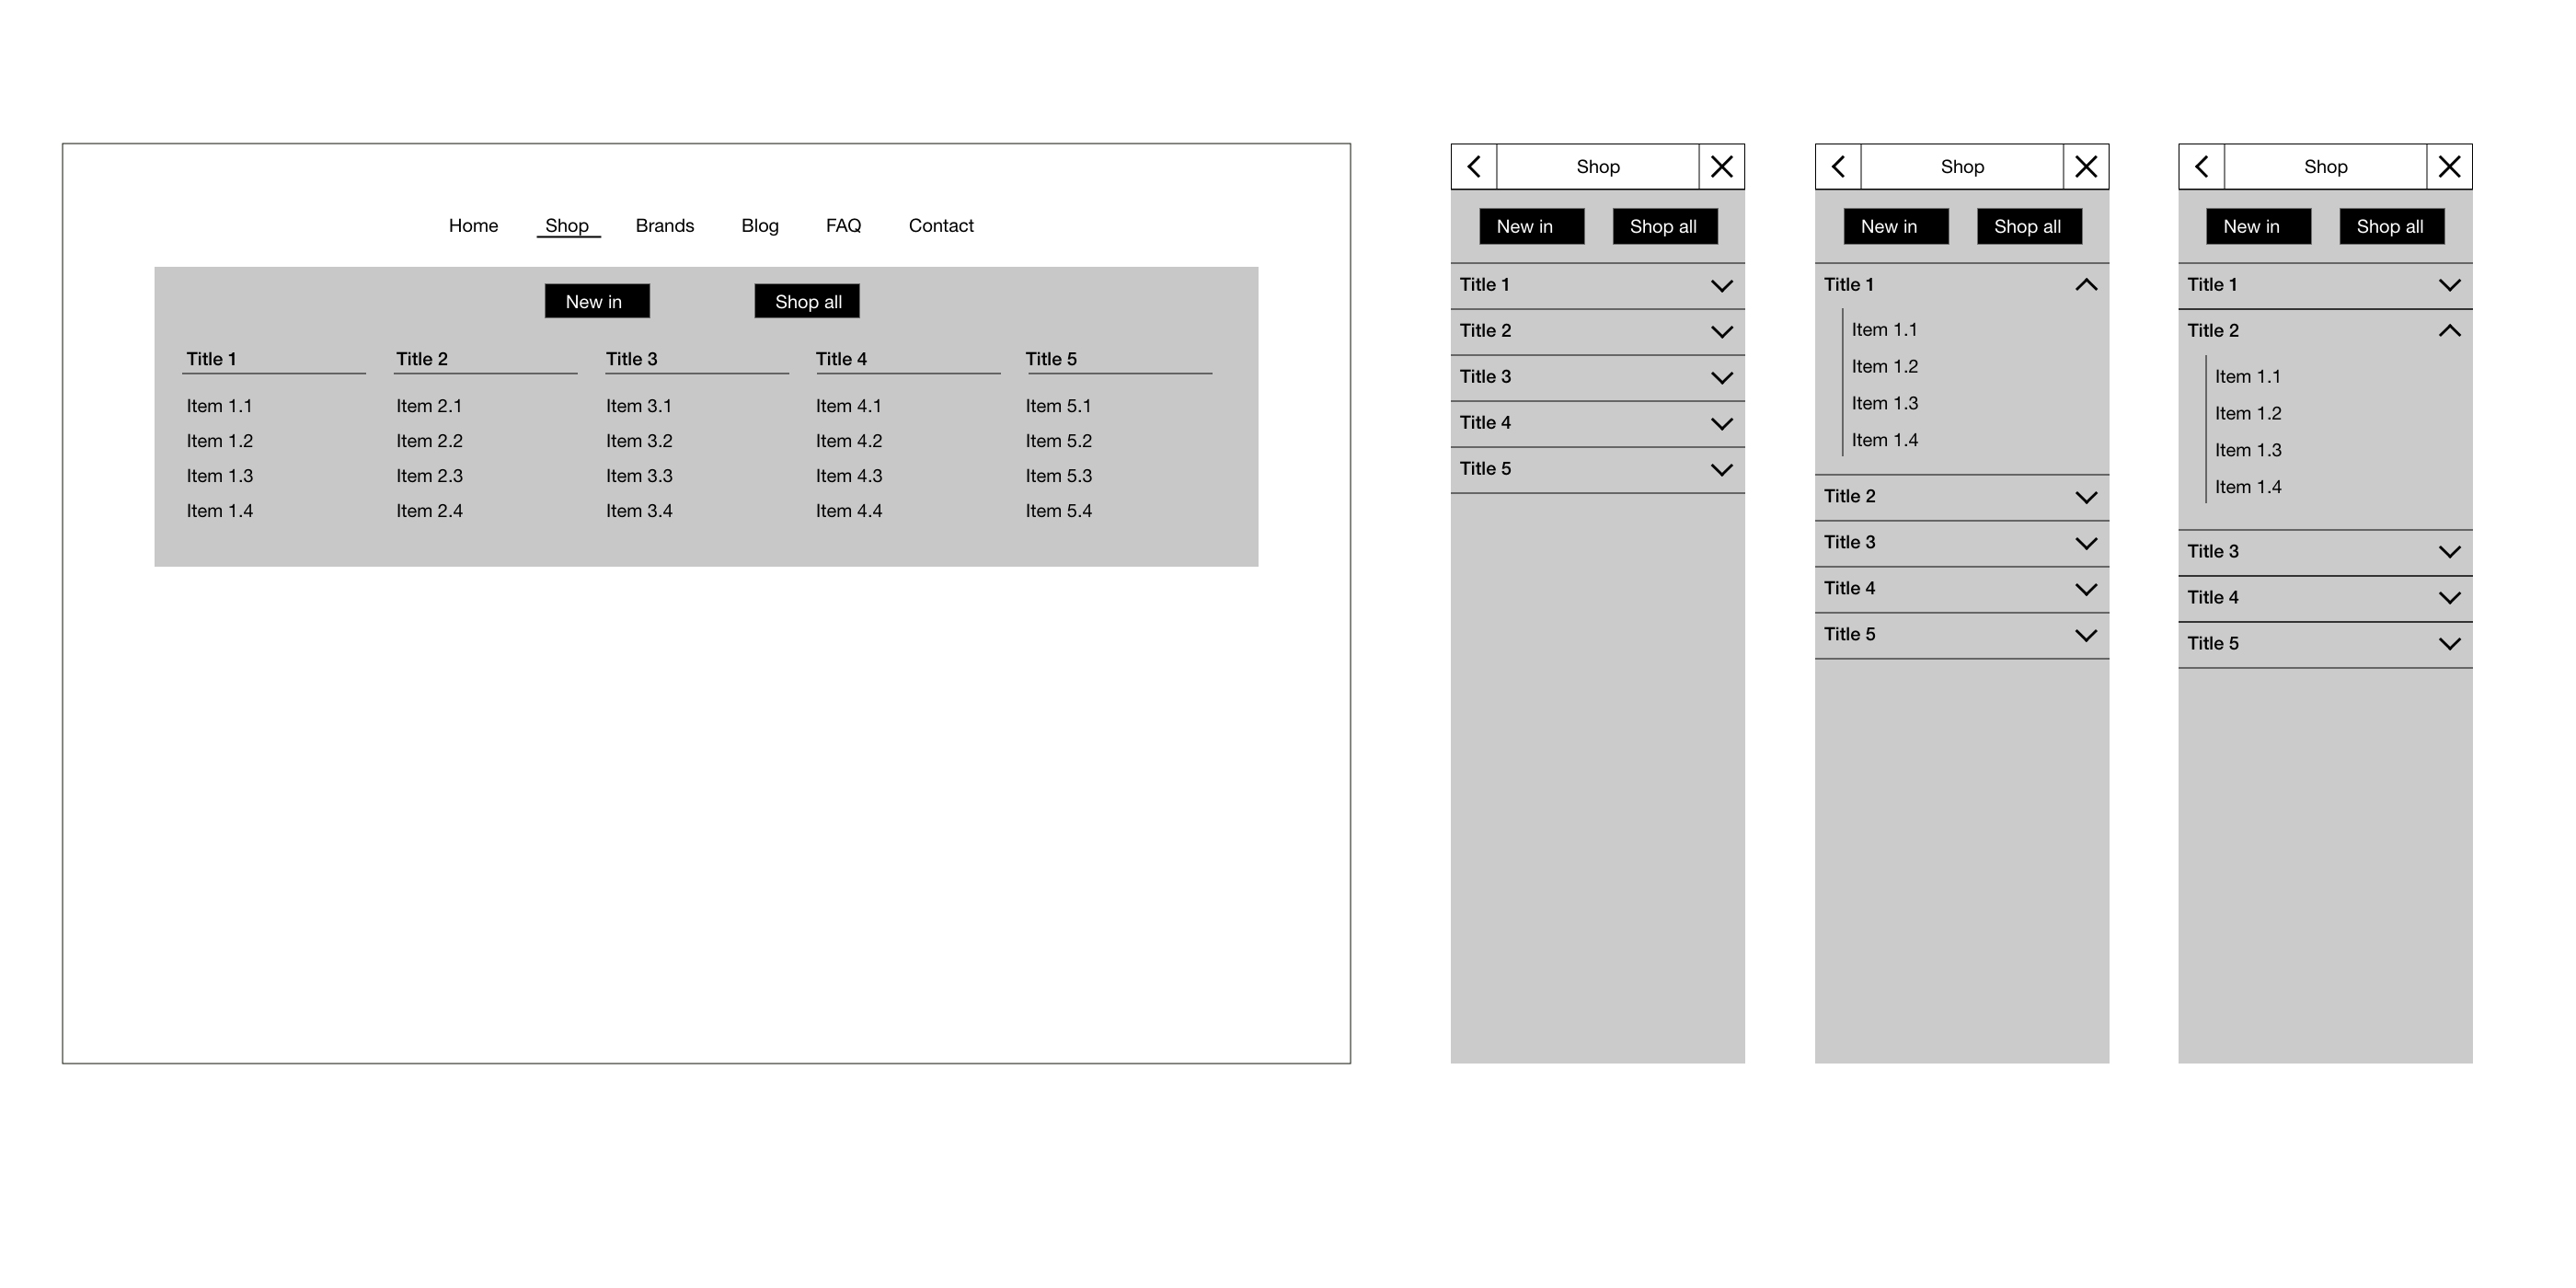 Home Shop Brands Blog FAQ Contact
New in Shop all
Title 1 Title 2 Title 3 Title 4 Title 5
Item 1.1 Item 2.1 Item 3.1 Item 4.1 Item 5.1
Item 1.2 Item 2.2 Item 3.2 Item 4.2 Item 5.2
Item 1.3 Item 2.3 Item 3.3 Item 4.3 Item 5.3
Item 1.4 Item 2.4 Item 3.4 Item 4.4 Item 5.4
Shop
New in Shop all
Title 1
Title 2
Title 3
Title 4
Title 5
Shop
New in Shop all
Title 1
Item 1.1
Item 1.2
Item 1.3
Item 1.4
Title 2
Title 3
Title 4
Title 5
Shop
New in Shop all
Title 1
Title 2
Item 1.1
Item 1.2
Item 1.3
Item 1.4
Title 3
Title 4
Title 5